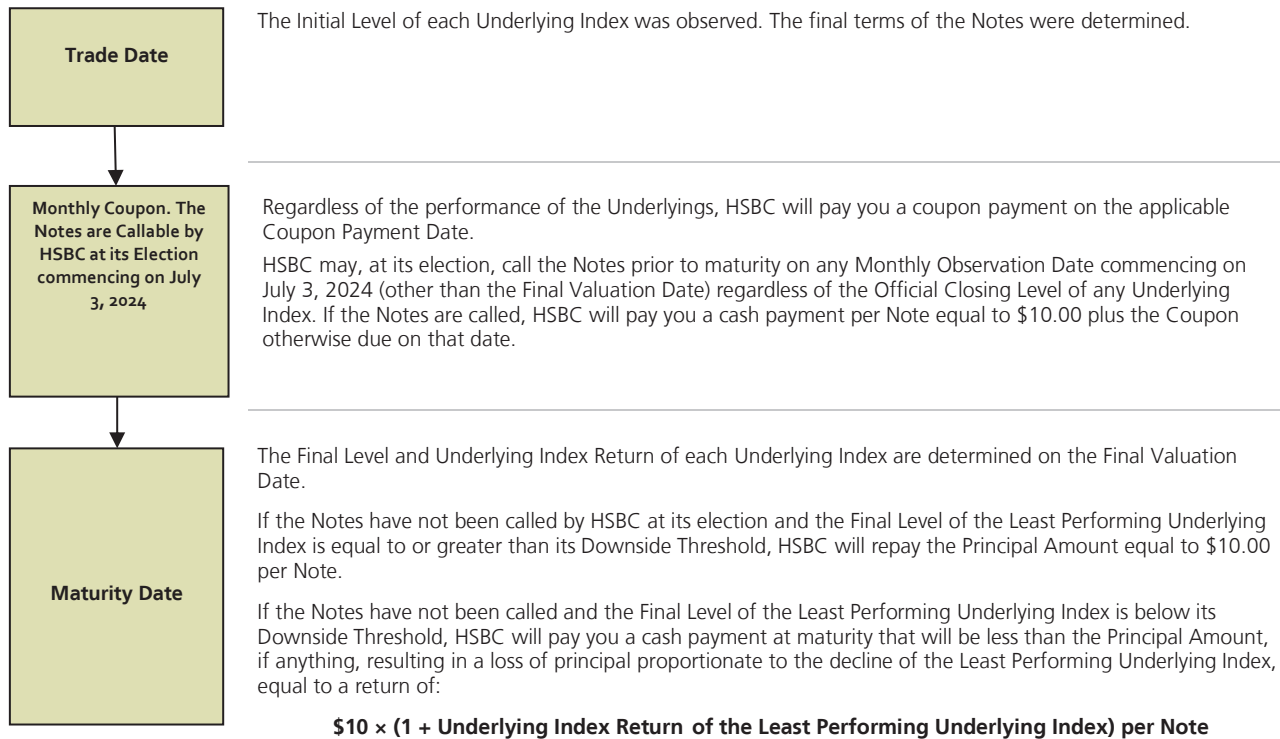 Trade Date
The Initial Level of each Underlying Index was observed. The final terms of the Notes were determined.
Monthly Coupon. The
Notes are Callable by
HSBC at its Election
commencing on July
3, 2024
Regardless of the performance of the Underlyings, HSBC will pay you a coupon payment on the applicable
Coupon Payment Date.
HSBC may, at its election, call the Notes prior to maturity on any Monthly Observation Date commencing on
July 3, 2024 (other than the Final Valuation Date) regardless of the Official Closing Level of any Underlying
Index. If the Notes are called, HSBC will pay you a cash payment per Note equal to $10.00 plus the Coupon
otherwise due on that date.
Maturity Date
The Final Level and Underlying Index Return of each Underlying Index are determined on the Final Valuation
Date.
If the Notes have not been called by HSBC at its election and the Final Level of the Least Performing Underlying
Index is equal to or greater than its Downside Threshold, HSBC will repay the Principal Amount equal to $10.00
per Note.
If the Notes have not been called and the Final Level of the Least Performing Underlying Index is below its
Downside Threshold, HSBC will pay you a cash payment at maturity that will be less than the Principal Amount,
if anything, resulting in a loss of principal proportionate to the decline of the Least Performing Underlying Index,
equal to a return of:
$10 × (1 + Underlying Index Return of the Least Performing Underlying Index) per Note